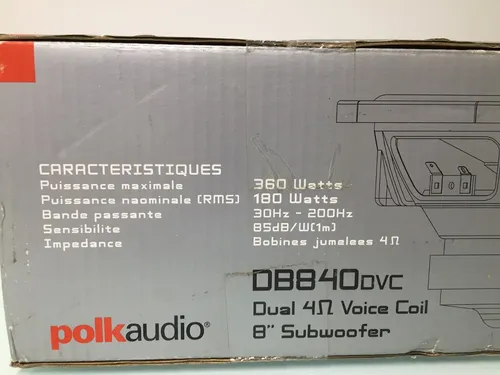 CARACTERISTIQUES
Puissance maximale 360 Watts
Puissance naominale (RMS) 180 Watts
Bande passante 30Hz - 200Hz
Sensibilite 85dB/W(1m)
Impedance Bobines jumelees 4Ω
DB840DVC
Dual 4Ω Voice Coil
8" Subwoofer
polkaudio®